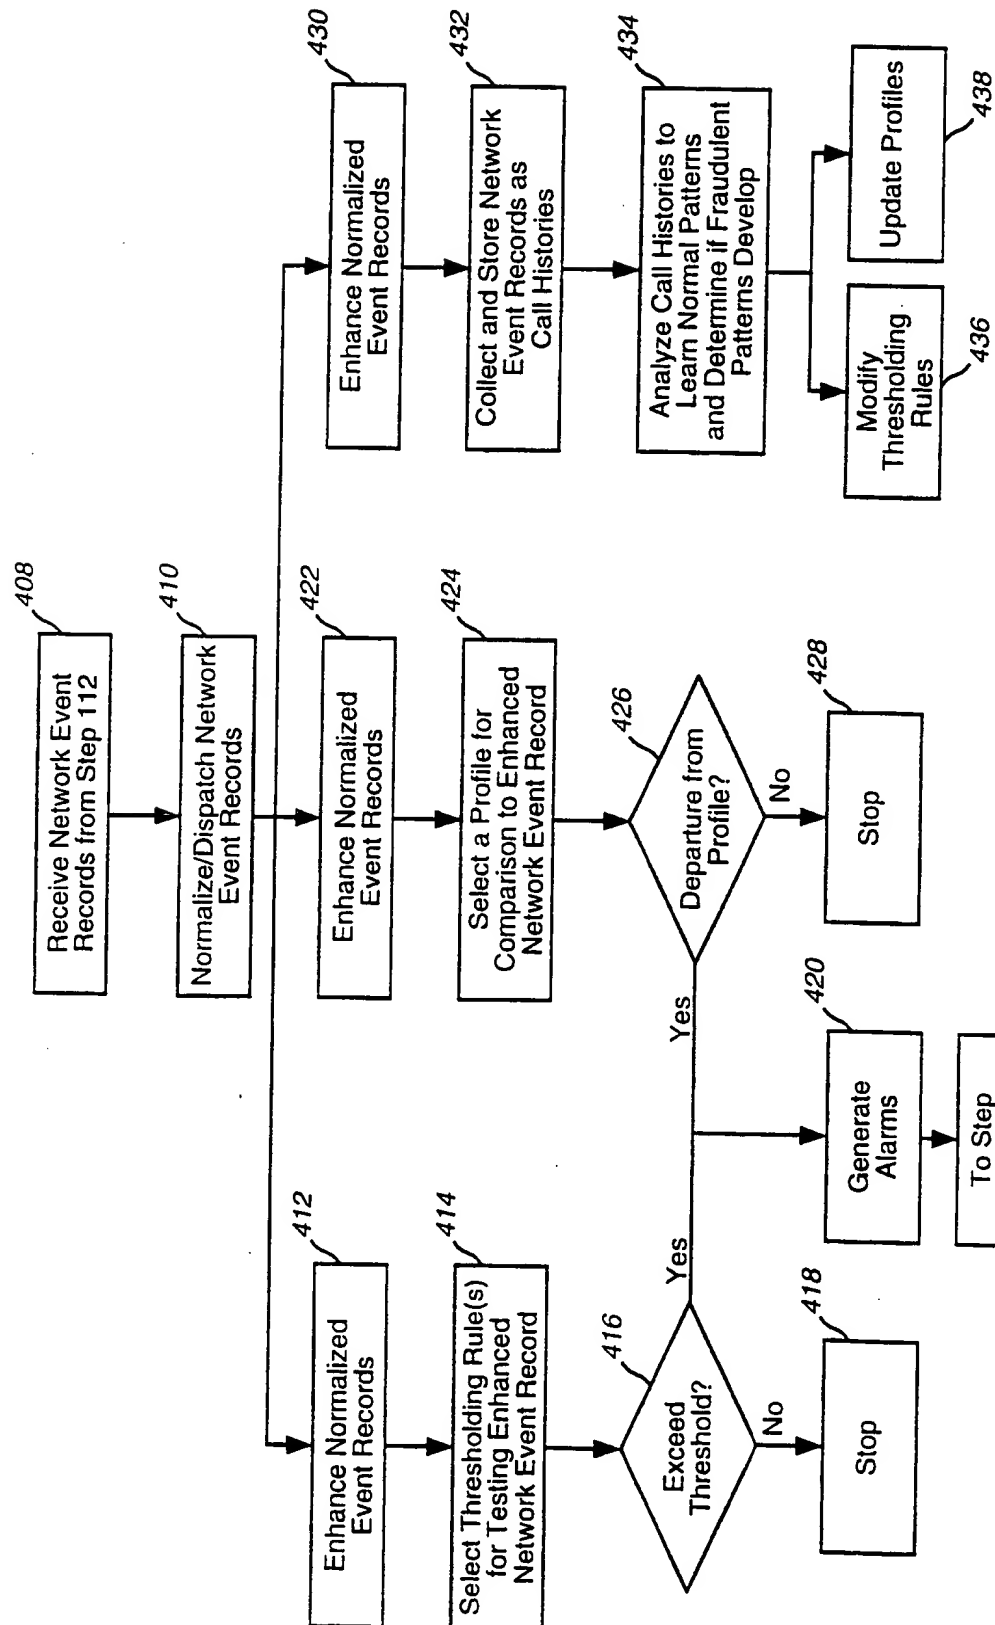 408
Receive Network Event
Records from Step 112
410
Normalize/Dispatch Network
Event Records
412
Enhance Normalized
Event Records
414
Select Thresholding Rule(s)
for Testing Enhanced
Network Event Record
416
Exceed
Threshold?
Yes
No
418
Stop
422
Enhance Normalized
Event Records
424
Select a Profile for
Comparison to Enhanced
Network Event Record
426
Departure from
Profile?
Yes
No
428
Stop
420
Generate
Alarms
To Step
430
Enhance Normalized
Event Records
432
Collect and Store Network
Event Records as
Call Histories
434
Analyze Call Histories to
Learn Normal Patterns
and Determine if Fraudulent
Patterns Develop
Modify
Thresholding
Rules
436
Update Profiles
438